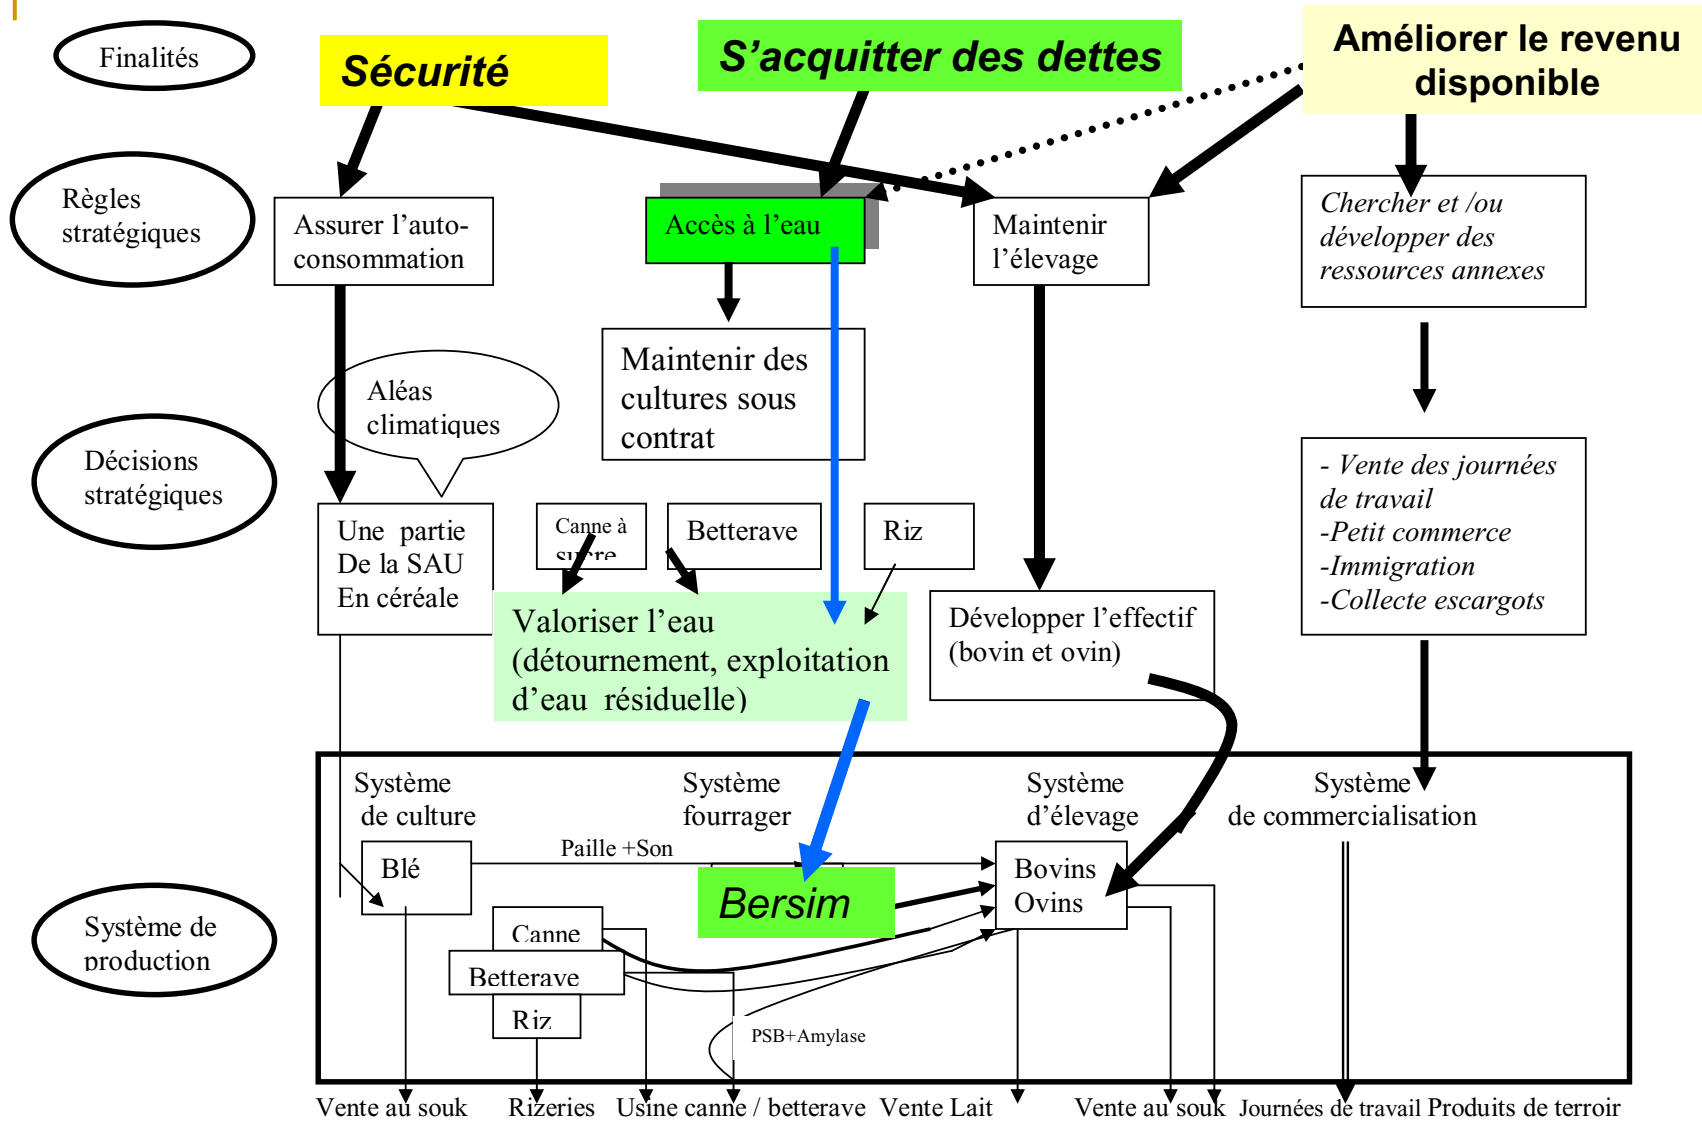 Finalités
Sécurité
S’acquitter des dettes
Améliorer le revenu
disponible
Règles
stratégiques
Assurer l’auto-
consommation
Accès à l’eau
Maintenir
l’élevage
Chercher et /ou
développer des
ressources annexes
Maintenir des
cultures sous
contrat
Aléas
climatiques
Décisions
stratégiques
- Vente des journées
de travail
-Petit commerce
-Immigration
-Collecte escargots
Une partie
De la SAU
En céréale
Canne à
sucre
Betterave
Riz
Valoriser l’eau
(détournement, exploitation
d’eau résiduelle)
Développer l’effectif
(bovin et ovin)
Système
de culture
Système
fourrager
Système
d’élevage
Système
de commercialisation
Paille +Son
Blé
Bersim
Bovins
Ovins
Système de
production
Canne
Betterave
Riz
PSB+Amylase
Vente au souk
Rizeries
Usine canne / betterave
Vente Lait
Vente au souk
Journées de travail
Produits de terroir